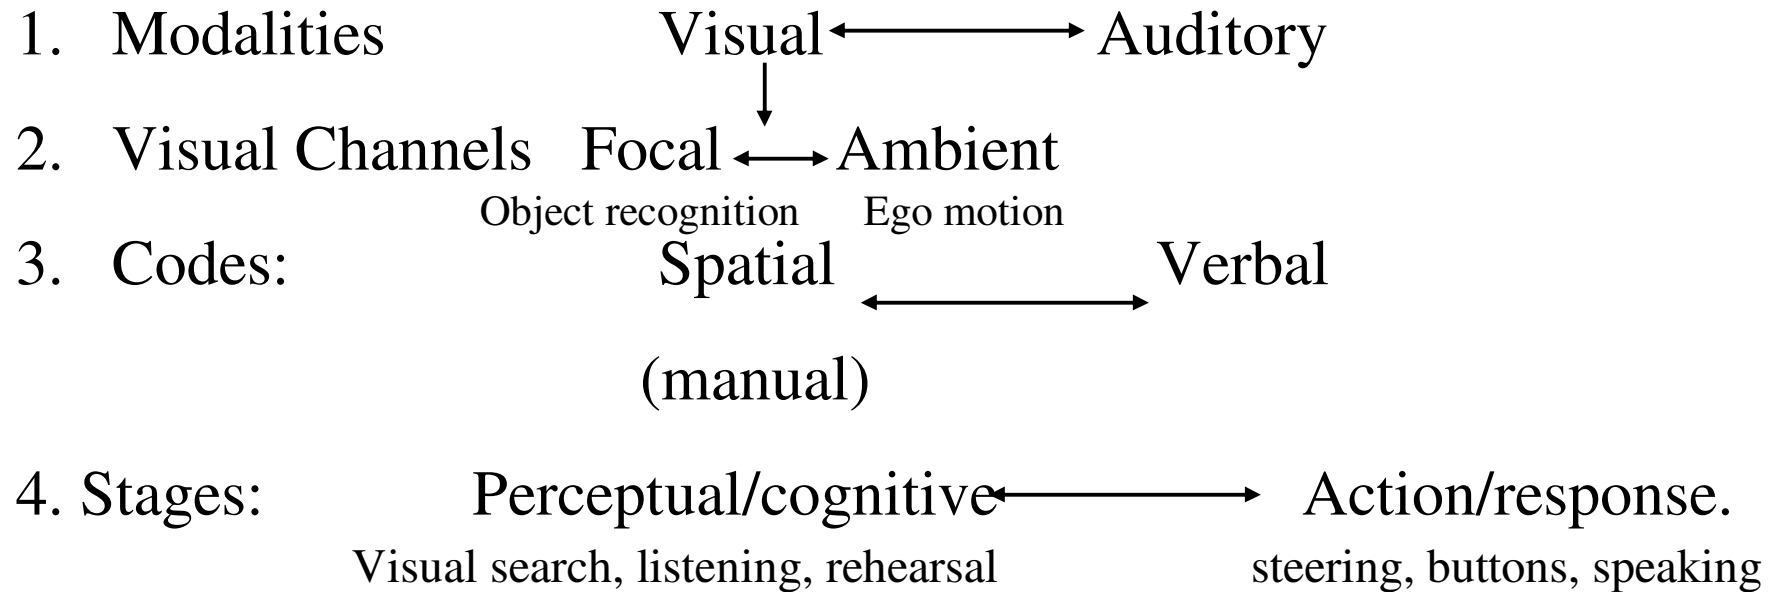 1. Modalities Visual Auditory
2. Visual Channels Focal Ambient
Object recognition Ego motion
3. Codes: Spatial Verbal
(manual)
4. Stages: Perceptual/cognitive Action/response.
Visual search, listening, rehearsal steering, buttons, speaking